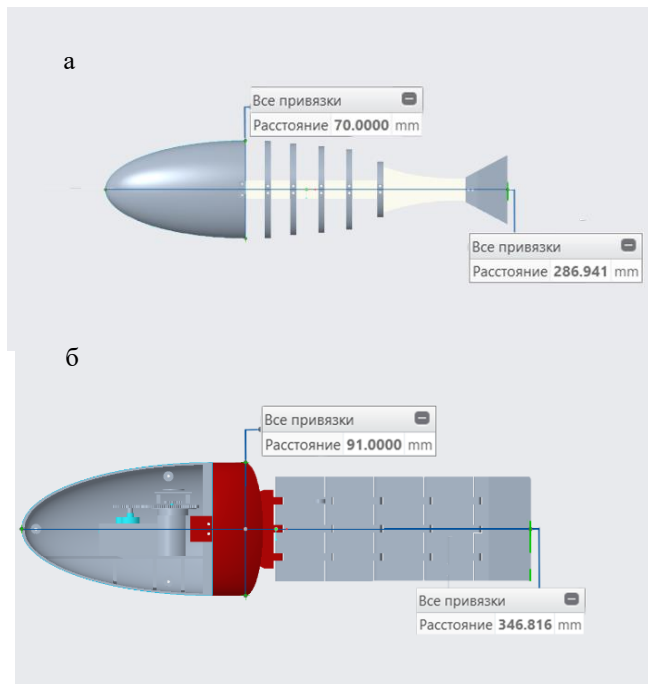 а
Все привязки
Расстояние 70.0000 mm
Все привязки
Расстояние 286.941 mm
б
Все привязки
Расстояние 91.0000 mm
Все привязки
Расстояние 346.816 mm